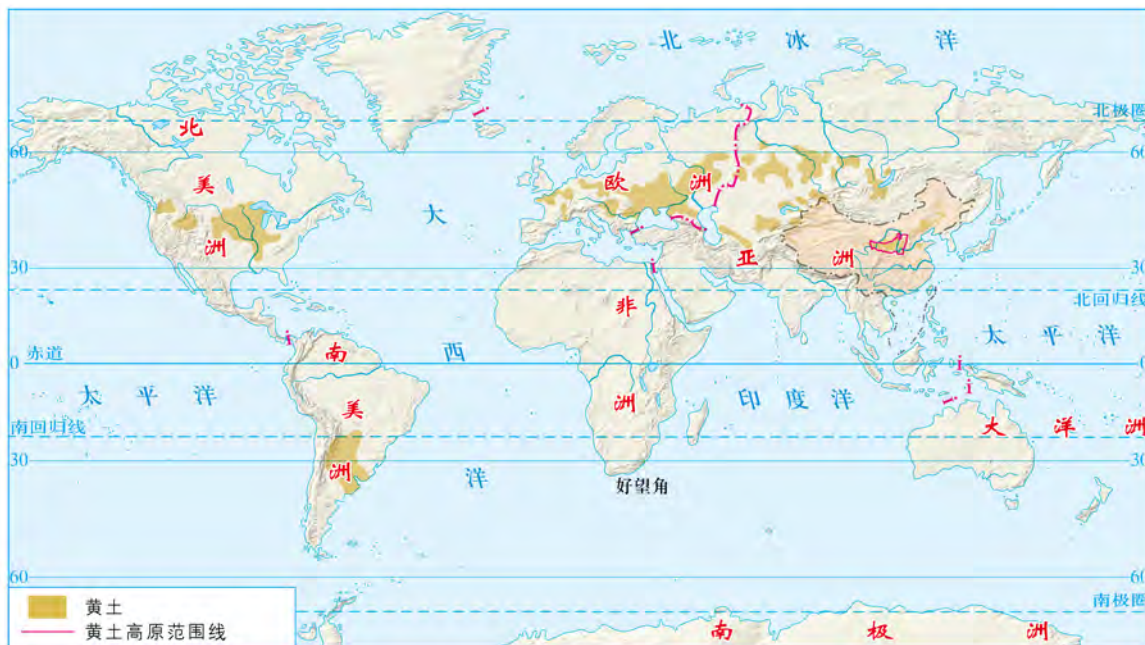 北冰洋
北极圈
北美洲
60
60
欧洲
大西洋
亚洲
30
30
北回归线
非洲
太平洋
赤道
0
0
南美洲
太平洋
印度洋
大洋洲
南回归线
30
30
好望角
60
60
南极圈
南极洲
黄土
黄土高原范围线